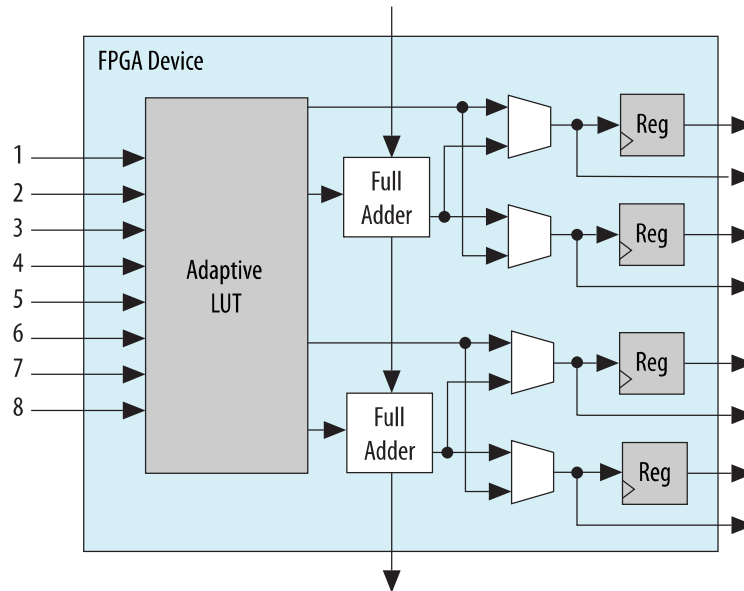 FPGA Device
1
2
3
4
5
6
7
8
Adaptive
LUT
Full
Adder
Full
Adder
Reg
Reg
Reg
Reg